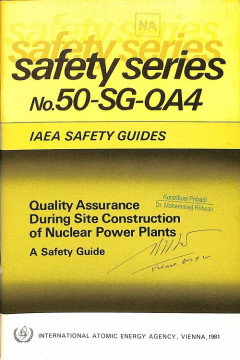 NA
safety series
safety series
No.50-SG-QA4
IAEA SAFETY GUIDES
Quality Assurance
During Site Construction
of Nuclear Power Plants
A Safety Guide
Kontribusi Pribadi
Dr. Mohammad Ridwan
INTERNATIONAL ATOMIC ENERGY AGENCY, VIENNA, 1981